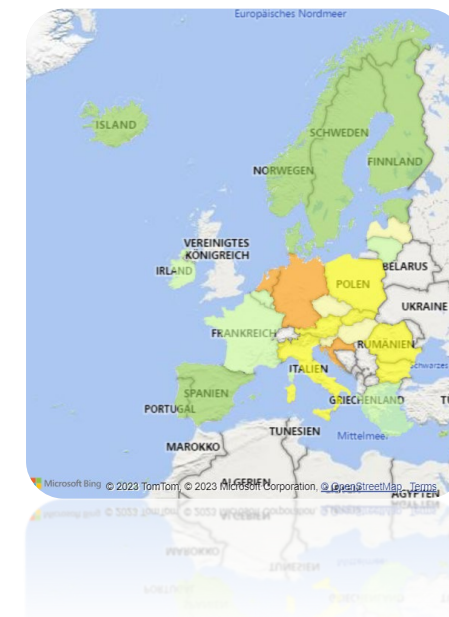 Europäisches Nordmeer
ISLAND
SCHWEDEN
FINNLAND
NORWEGEN
VEREINIGTES
KÖNIGREICH
IRLAND
BELARUS
POLEN
UKRAINE
FRANKREICH
RUMÄNIEN
ITALIEN
SPANIEN
GRIECHENLAND
PORTUGAL
TUNESIEN
Mittelmeer
MAROKKO
ALGERIEN
Microsoft Bing
© 2023 TomTom, © 2023 Microsoft Corporation, © OpenStreetMap, Terms
ÄGYPTEN